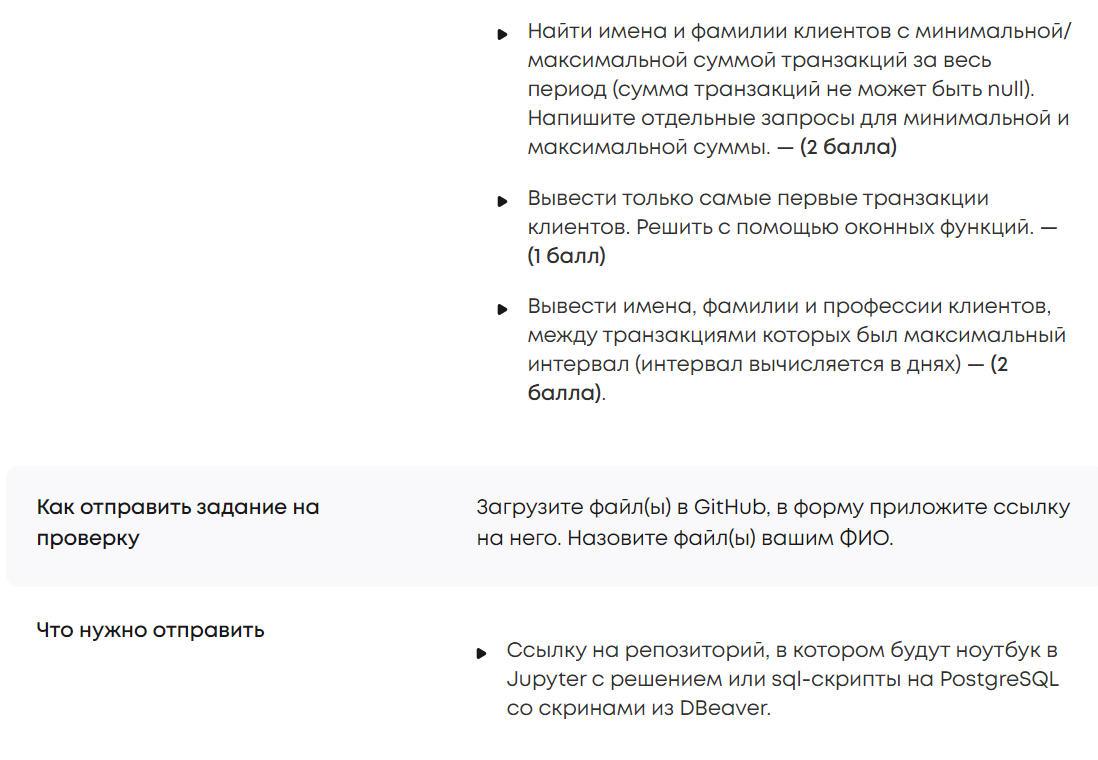 Найти имена и фамилии клиентов с минимальной/
максимальной суммой транзакций за весь
период (сумма транзакций не может быть null).
Напишите отдельные запросы для минимальной и
максимальной суммы. — (2 балла)
Вывести только самые первые транзакции
клиентов. Решить с помощью оконных функций. —
(1 балл)
Вывести имена, фамилии и профессии клиентов,
между транзакциями которых был максимальный
интервал (интервал вычисляется в днях) — (2
балла).
Как отправить задание на
проверку
Загрузите файл(ы) в GitHub, в форму приложите ссылку
на него. Назовите файл(ы) вашим ФИО.
Что нужно отправить
Ссылку на репозиторий, в котором будут ноутбук в
Jupyter с решением или sql-скрипты на PostgreSQL
со скринами из DBeaver.